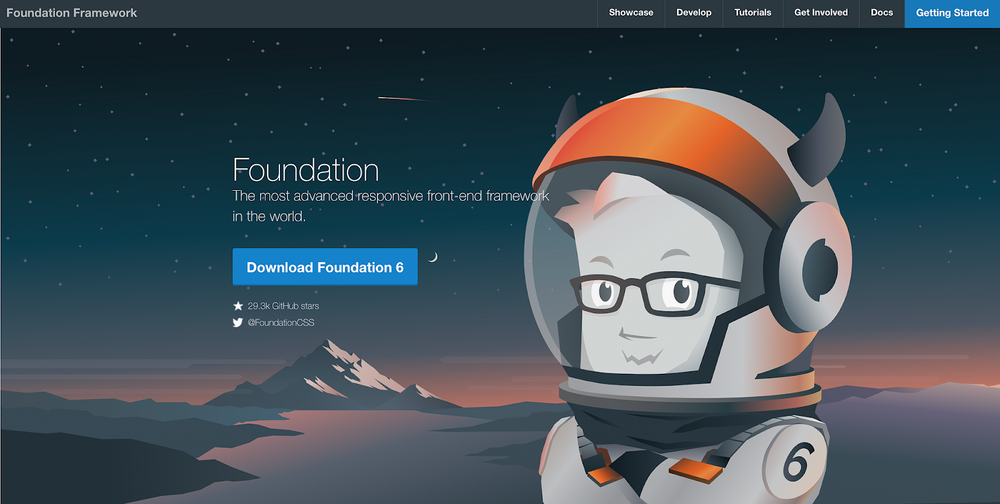 Foundation Framework
Showcase
Develop
Tutorials
Get Involved
Docs
Getting Started
Foundation
The most advanced responsive front-end framework
in the world.
Download Foundation 6
29.3k GitHub stars
@FoundationCSS
6